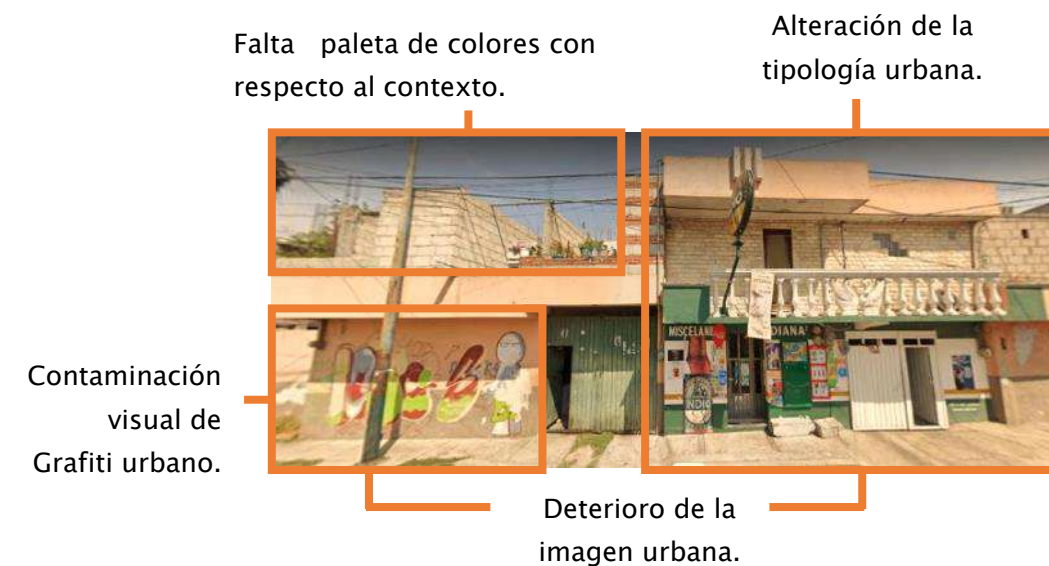 Falta paleta de colores con
respecto al contexto.
Alteración de la
tipología urbana.
MISCELANE
DIANA
INDIO
Contaminación
visual de
Grafiti urbano.
Deterioro de la
imagen urbana.